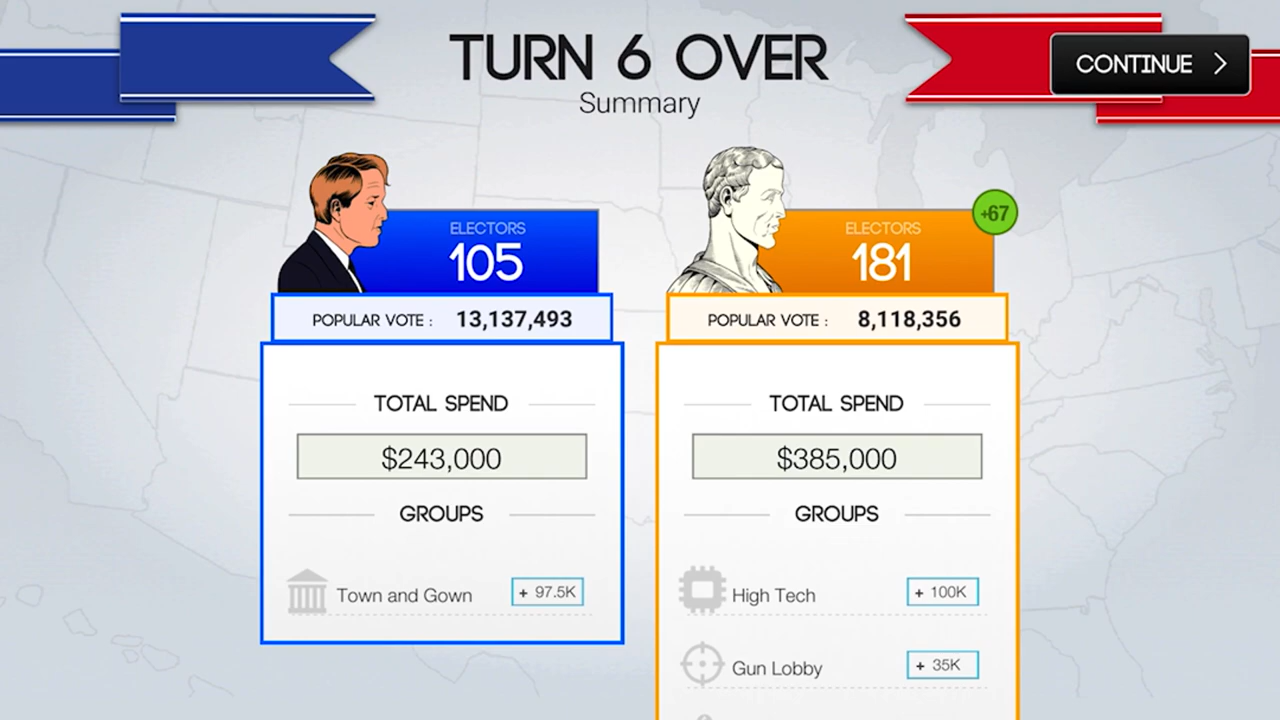 TURN 6 OVER
Summary
CONTINUE
ELECTORS
105
POPULAR VOTE : 13,137,493
TOTAL SPEND
$243,000
GROUPS
Town and Gown + 97.5K
+67
ELECTORS
181
POPULAR VOTE : 8,118,356
TOTAL SPEND
$385,000
GROUPS
High Tech + 100K
Gun Lobby + 35K